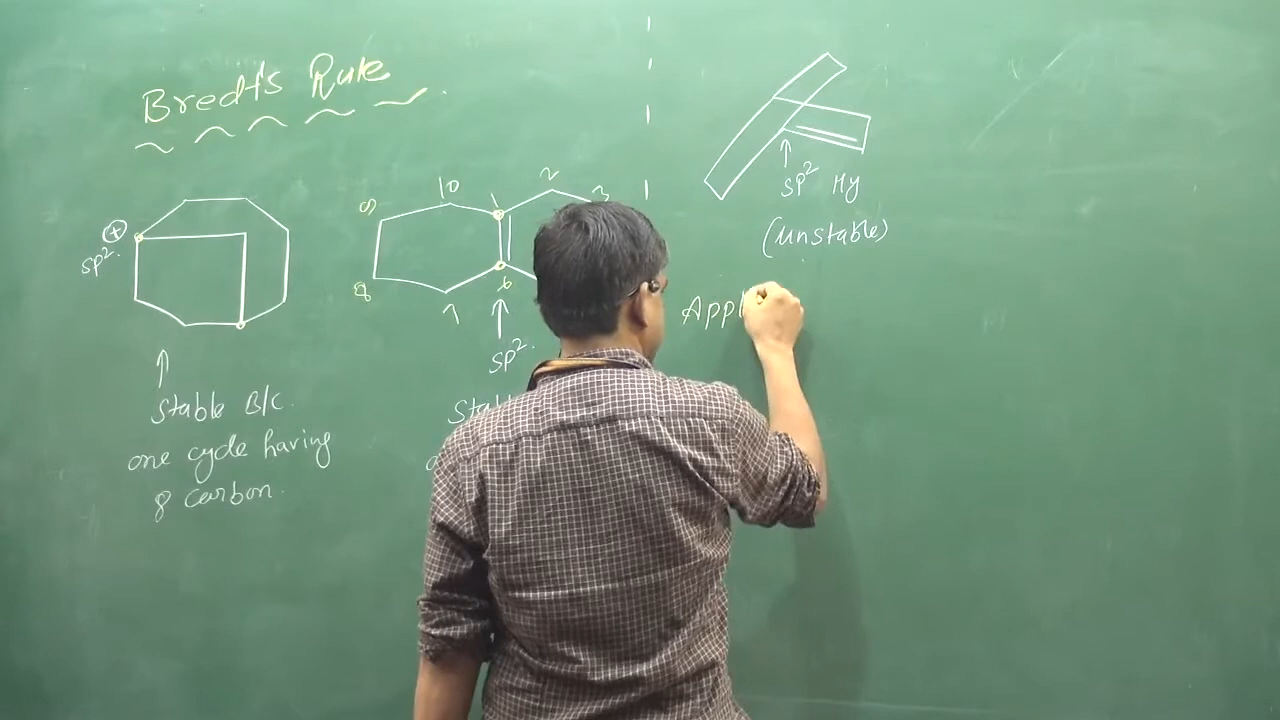 Bredt's Rule
⊕
sp².
Stable B/c.
one cycle having
8 carbon.
9 10 1 2 3
8 7 6
sp².
Stab
sp² Hy
(unstable)
Appl